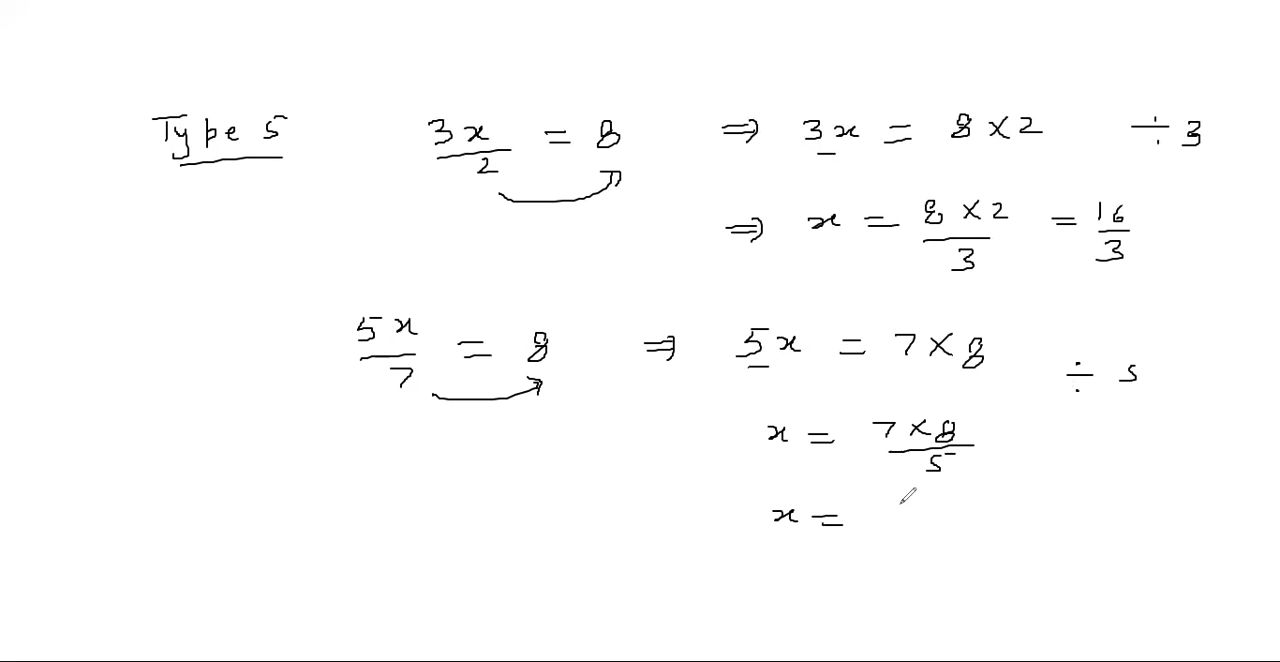 Type 5 3x/2 = 8 ⇒ 3x = 8 × 2 ÷ 3
⇒ x = 8 × 2/3 = 16/3
5x/7 = 8 ⇒ 5x = 7 × 8 ÷ 5
x = 7 × 8/5
x =